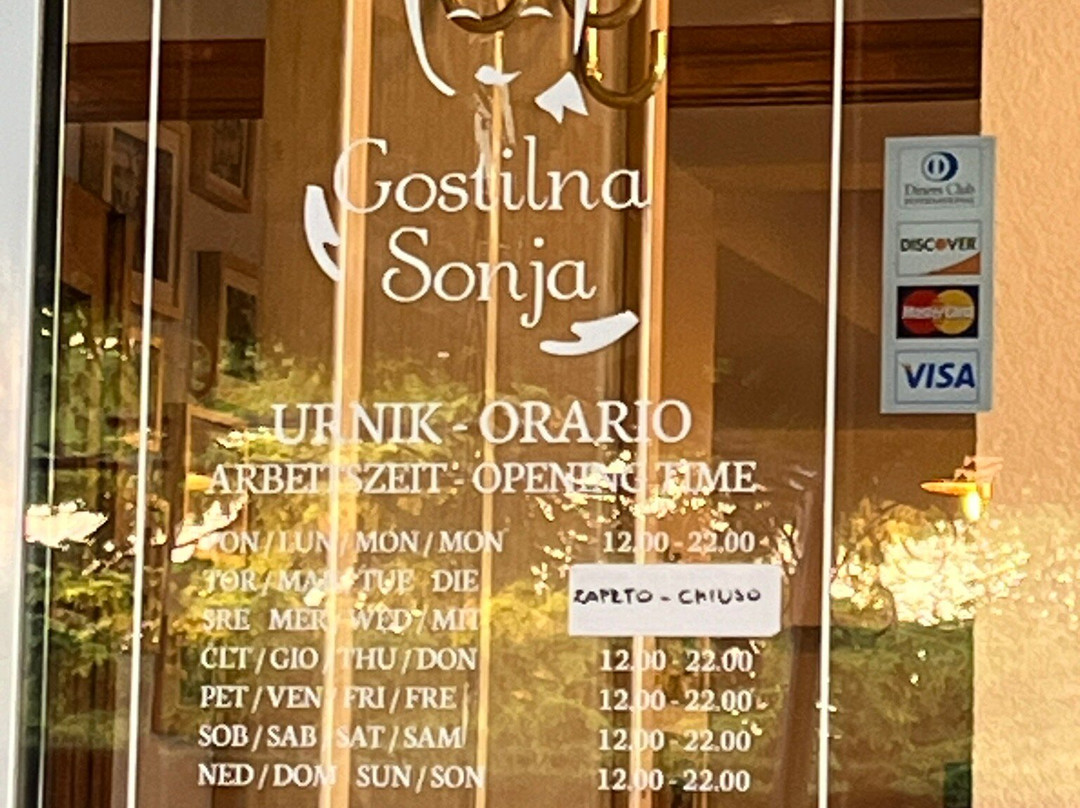 Gostilna
Sonja
URNIK - ORARIO
ARBEITSZEIT - OPENING TIME
PON / LUN / MON / MON 12.00 - 22.00
TOR / MAR / TUE DIE
ZAPRTO - CHIUSO
SRE MER / WED / MIT
CLT / GIO / THU / DON 12.00 - 22.00
PET / VEN / FRI / FRE 12.00 - 22.00
SOB / SAB / SAT / SAM 12.00 - 22.00
NED / DOM SUN / SON 12.00 - 22.00
Diners Club
INTERNATIONAL
DISCOVER
MasterCard
VISA